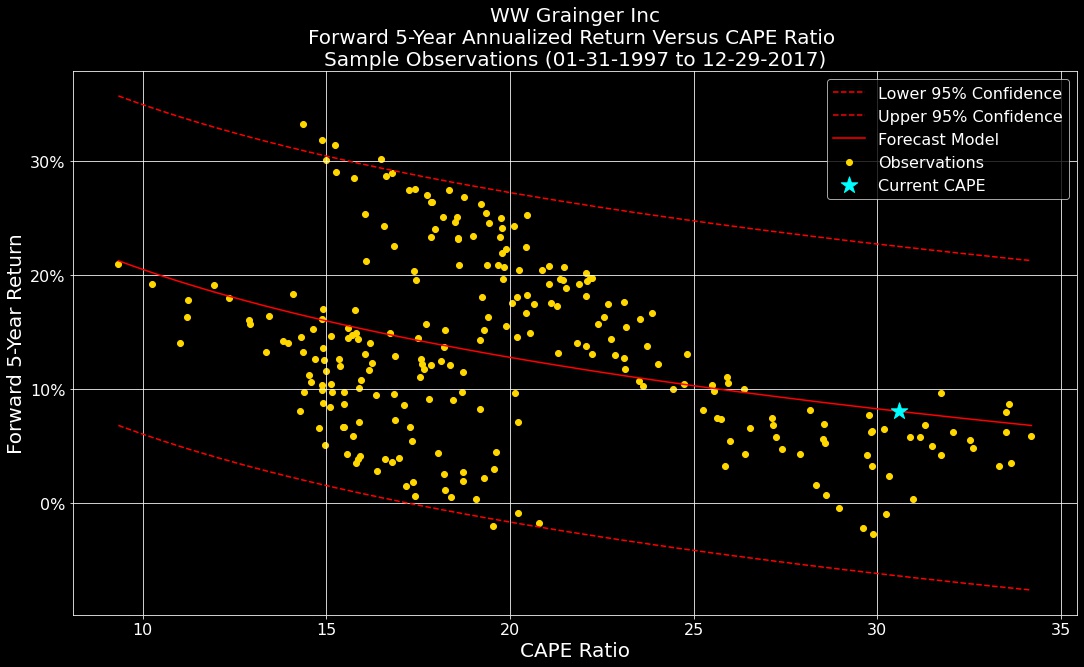 WW Grainger Inc
Forward 5-Year Annualized Return Versus CAPE Ratio
Sample Observations (01-31-1997 to 12-29-2017)
Lower 95% Confidence
Upper 95% Confidence
Forecast Model
Observations
Current CAPE
Forward 5-Year Return
30%
20%
10%
0%
10
15
20
25
30
35
CAPE Ratio